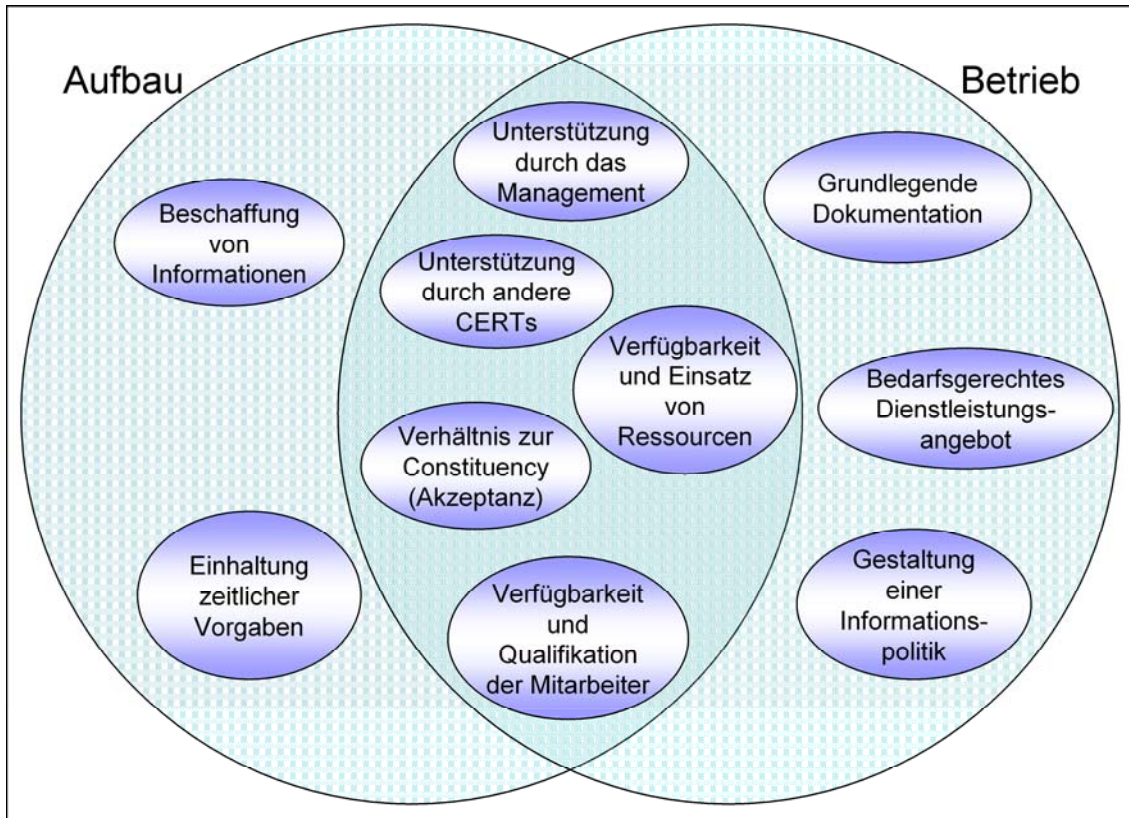 Aufbau
Betrieb
Beschaffung
von
Informationen
Einhaltung
zeitlicher
Vorgaben
Unterstützung
durch das
Management
Unterstützung
durch andere
CERTs
Verfügbarkeit
und Einsatz
von
Ressourcen
Verhältnis zur
Constituency
(Akzeptanz)
Verfügbarkeit
und
Qualifikation
der Mitarbeiter
Grundlegende
Dokumentation
Bedarfsgerechtes
Dienstleistungs-
angebot
Gestaltung
einer
Informations-
politik